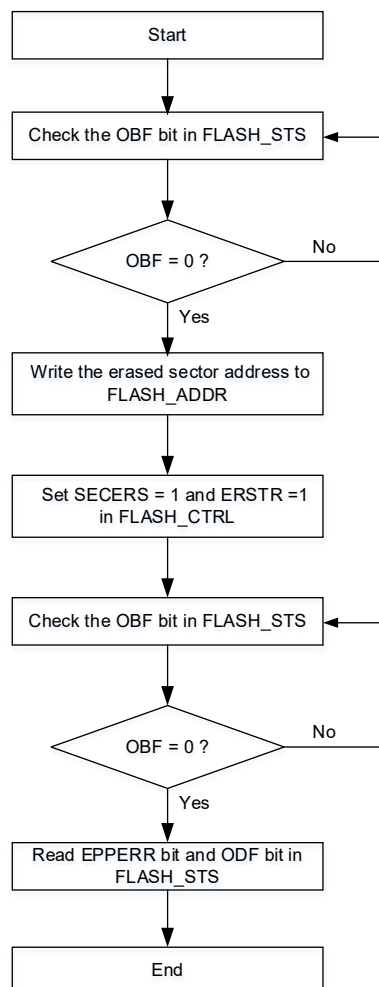 Start
Check the OBF bit in FLASH_STS
OBF = 0 ?
No
Yes
Write the erased sector address to
FLASH_ADDR
Set SECERS = 1 and ERSTR =1
in FLASH_CTRL
Check the OBF bit in FLASH_STS
OBF = 0 ?
No
Yes
Read EPPERR bit and ODF bit in
FLASH_STS
End